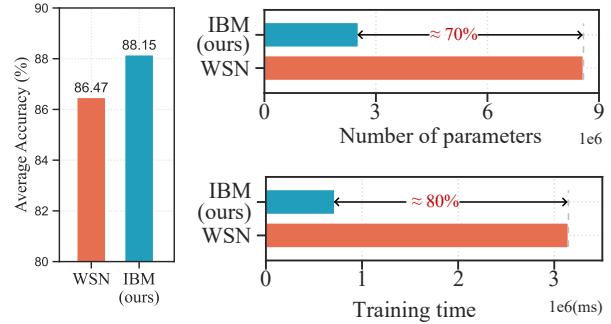 90
88
86
84
82
80
Average Accuracy (%)
86.47
88.15
WSN
IBM
(ours)
IBM
(ours)
WSN
≈ 70%
0
3
6
9
Number of parameters
1e6
IBM
(ours)
WSN
≈ 80%
0
1
2
3
Training time
1e6(ms)